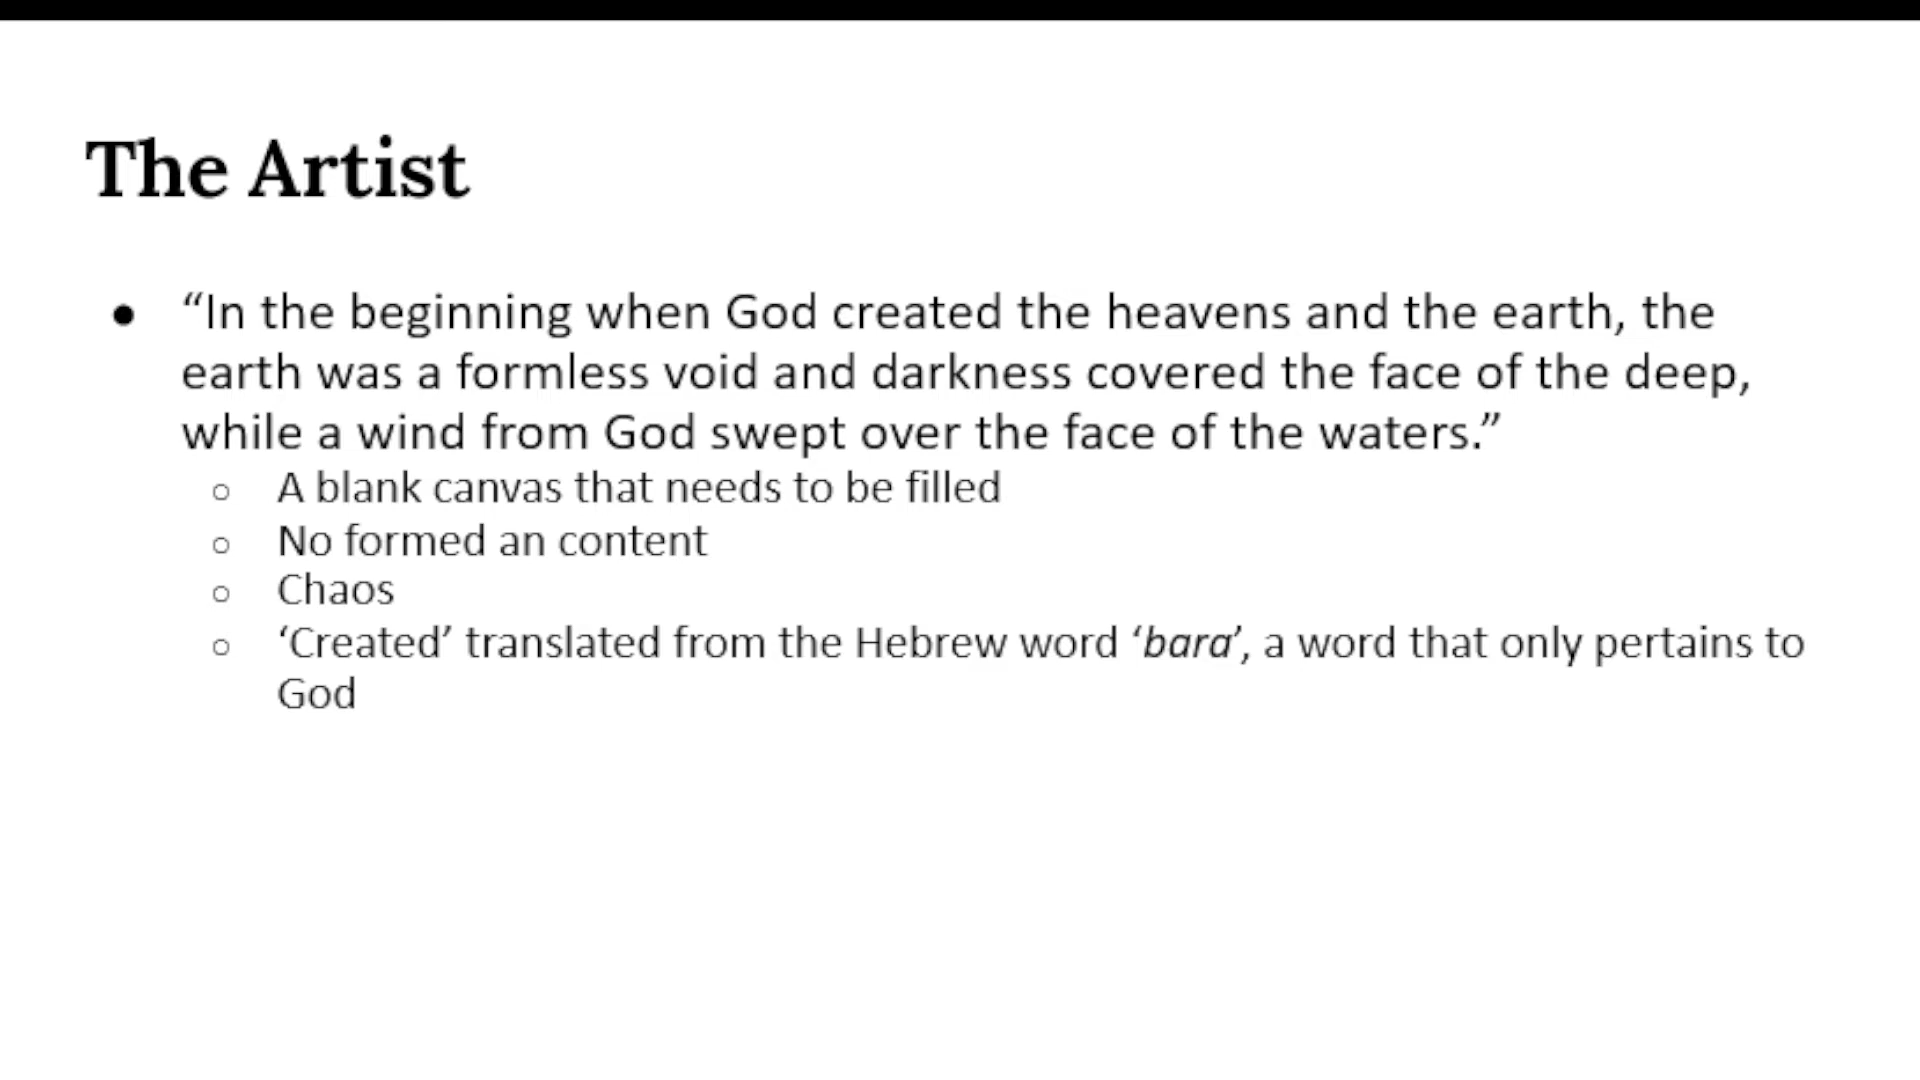 The Artist
● “In the beginning when God created the heavens and the earth, the
earth was a formless void and darkness covered the face of the deep,
while a wind from God swept over the face of the waters.”
○ A blank canvas that needs to be filled
○ No formed an content
○ Chaos
○ ‘Created’ translated from the Hebrew word ‘bara’, a word that only pertains to
God